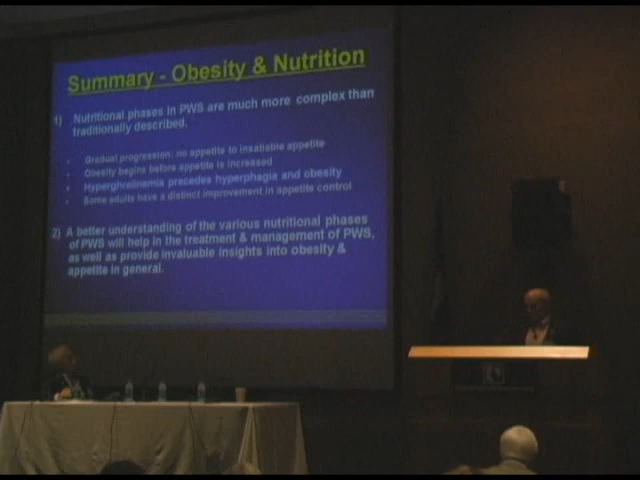 Summary - Obesity & Nutrition
1) Nutritional phases in PWS are much more complex than
traditionally described.
• Gradual progression: no appetite to insatiable appetite
• Obesity begins before appetite is increased
• Hyperghrelinemia precedes hyperphagia and obesity
• Some adults have a distinct improvement in appetite control
2) A better understanding of the various nutritional phases
of PWS will help in the treatment & management of PWS,
as well as provide invaluable insights into obesity &
appetite in general.